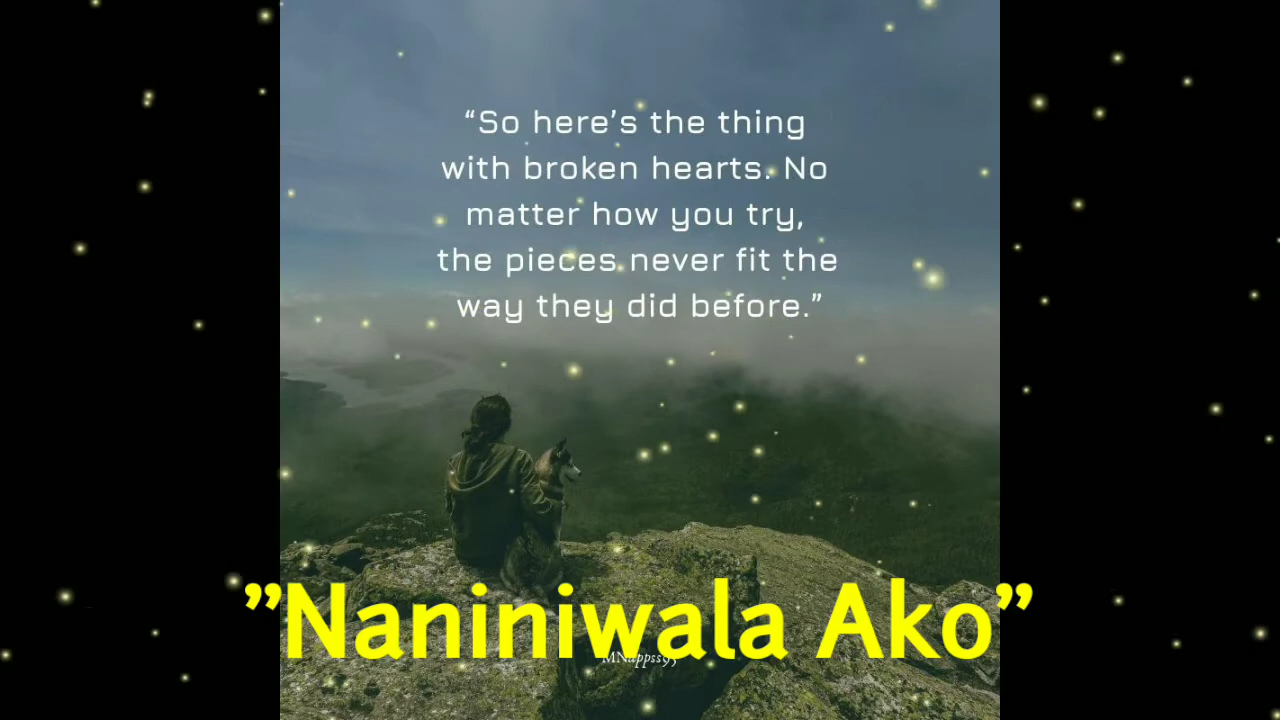 “So here’s the thing
with broken hearts. No
matter how you try,
the pieces never fit the
way they did before.”
”Naniniwala Ako”